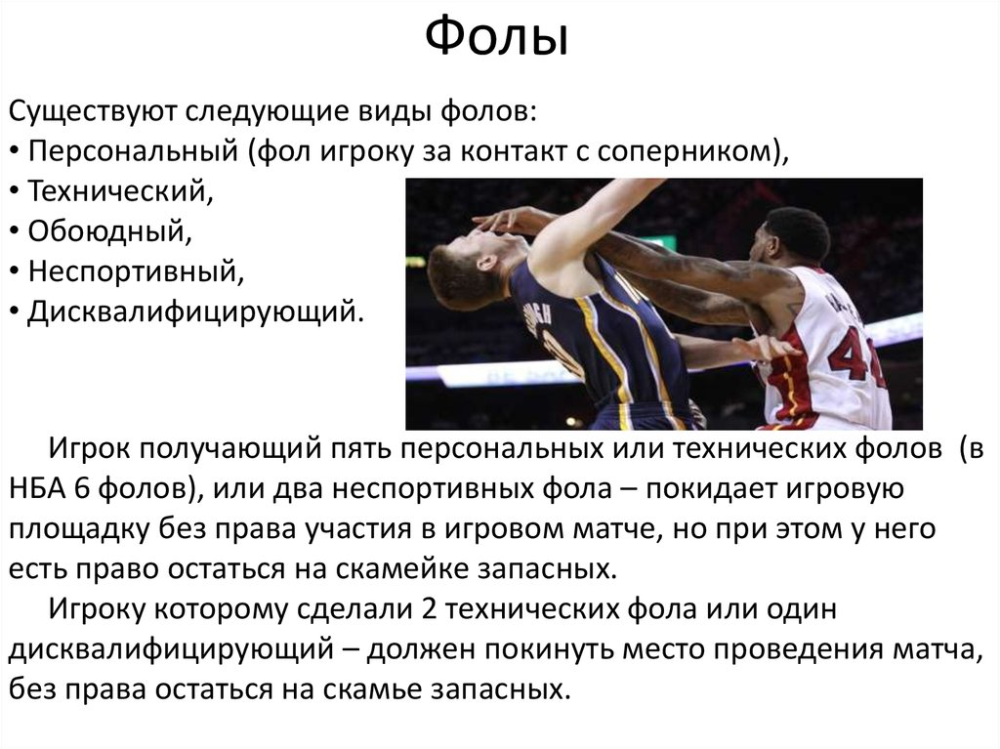 Фолы
Существуют следующие виды фолов:
• Персональный (фол игроку за контакт с соперником),
• Технический,
• Обоюдный,
• Неспортивный,
• Дисквалифицирующий.
Игрок получающий пять персональных или технических фолов (в
НБА 6 фолов), или два неспортивных фола – покидает игровую
площадку без права участия в игровом матче, но при этом у него
есть право остаться на скамейке запасных.
Игроку которому сделали 2 технических фола или один
дисквалифицирующий – должен покинуть место проведения матча,
без права остаться на скамье запасных.